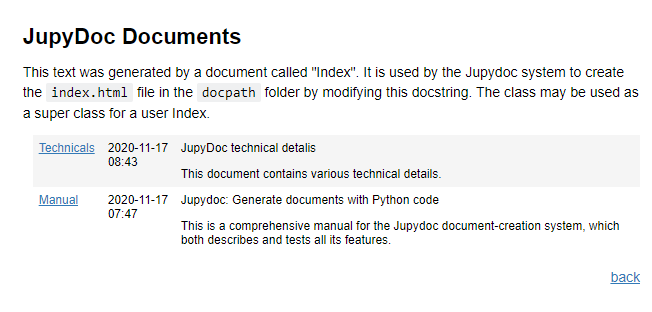 JupyDoc Documents
This text was generated by a document called "Index". It is used by the Jupydoc system to create
the index.html file in the docpath folder by modifying this docstring. The class may be used as
a super class for a user Index.
Technicals 2020-11-17 JupyDoc technical detalis
08:43
This document contains various technical details.
Manual 2020-11-17 Jupydoc: Generate documents with Python code
07:47
This is a comprehensive manual for the Jupydoc document-creation system, which
both describes and tests all its features.
back